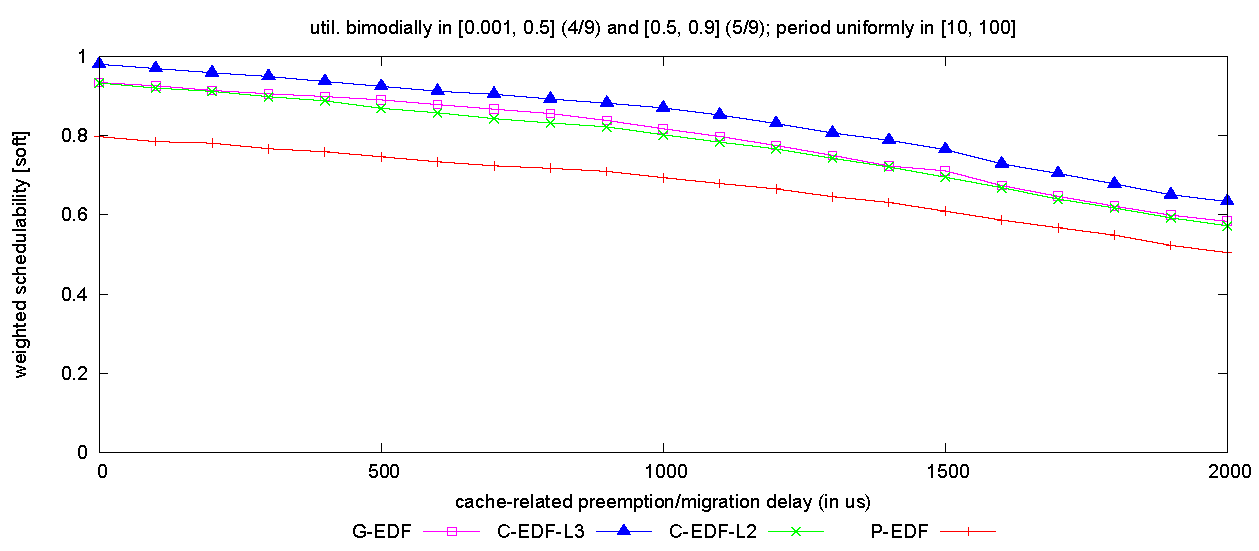 util. bimodially in [0.001, 0.5] (4/9) and [0.5, 0.9] (5/9); period uniformly in [10, 100]
weighted schedulability [soft]
1
0.8
0.6
0.4
0.2
0
0 500 1000 1500 2000
cache-related preemption/migration delay (in us)
G-EDF C-EDF-L3 C-EDF-L2 P-EDF